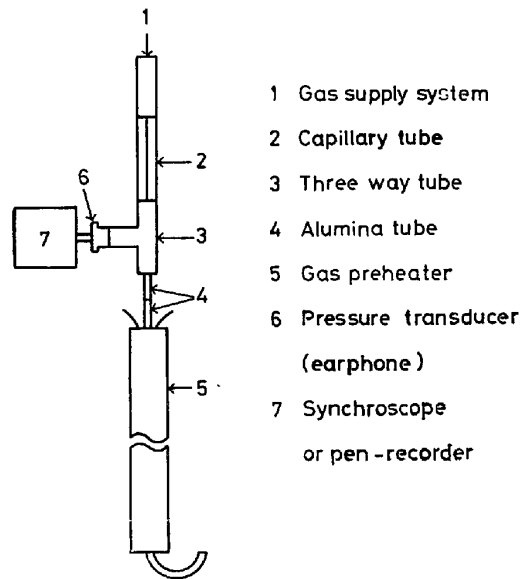 1
2
6
7
3
4
5
1 Gas supply system
2 Capillary tube
3 Three way tube
4 Alumina tube
5 Gas preheater
6 Pressure transducer
(earphone)
7 Synchroscope
or pen-recorder